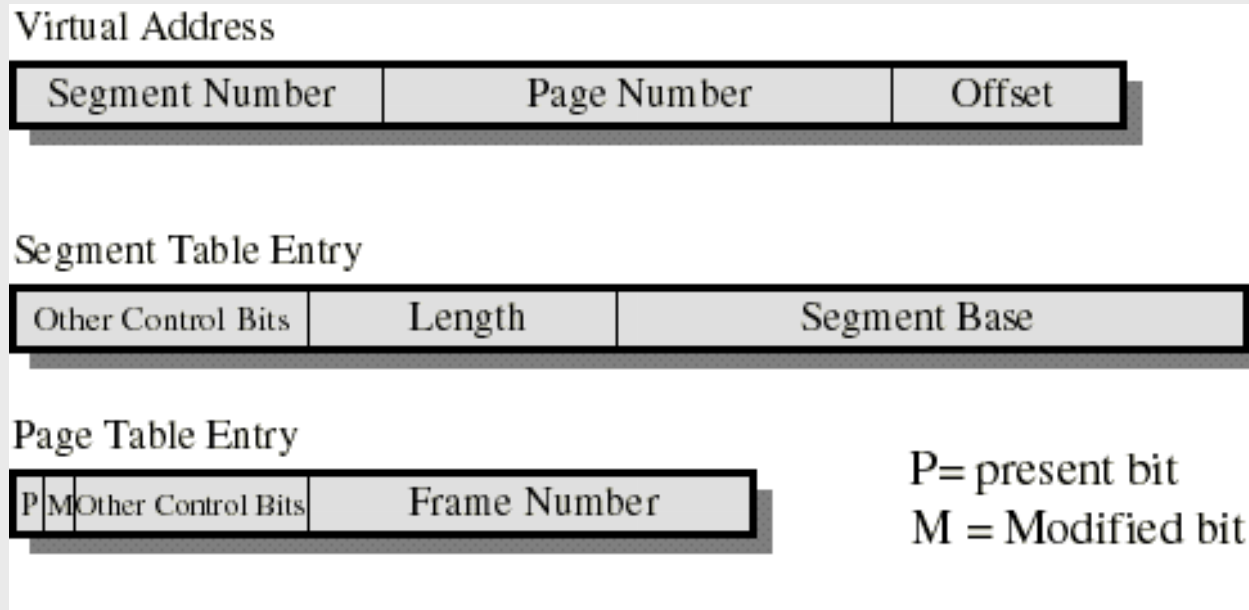 Virtual Address
Segment Number Page Number Offset
Segment Table Entry
Other Control Bits Length Segment Base
Page Table Entry
P M Other Control Bits Frame Number
P= present bit
M = Modified bit